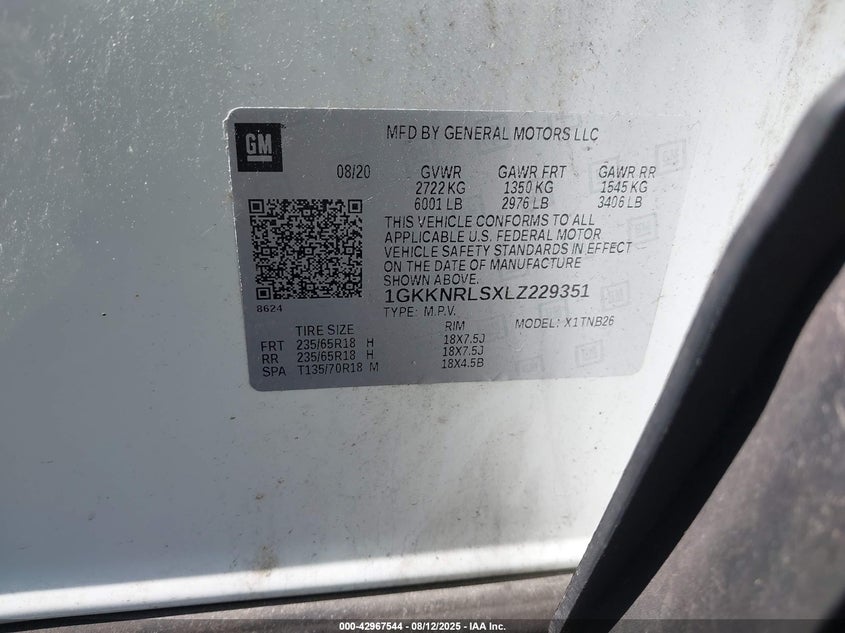 GM
MFD BY GENERAL MOTORS LLC
08/20 GVWR GAWR FRT GAWR RR
2722 KG 1350 KG 1545 KG
6001 LB 2976 LB 3406 LB
THIS VEHICLE CONFORMS TO ALL
APPLICABLE U.S. FEDERAL MOTOR
VEHICLE SAFETY STANDARDS IN EFFECT
ON THE DATE OF MANUFACTURE
SHOWN ABOVE.
8624
1GKKNRLSXLZ229351
TYPE: M.P.V. MODEL: X1TNB26
TIRE SIZE RIM
FRT 235/65R18 H 18X7.5J
RR 235/65R18 H 18X7.5J
SPA T135/70R18 M 18X4.5B
000-42967544 - 08/12/2025 - IAA Inc.